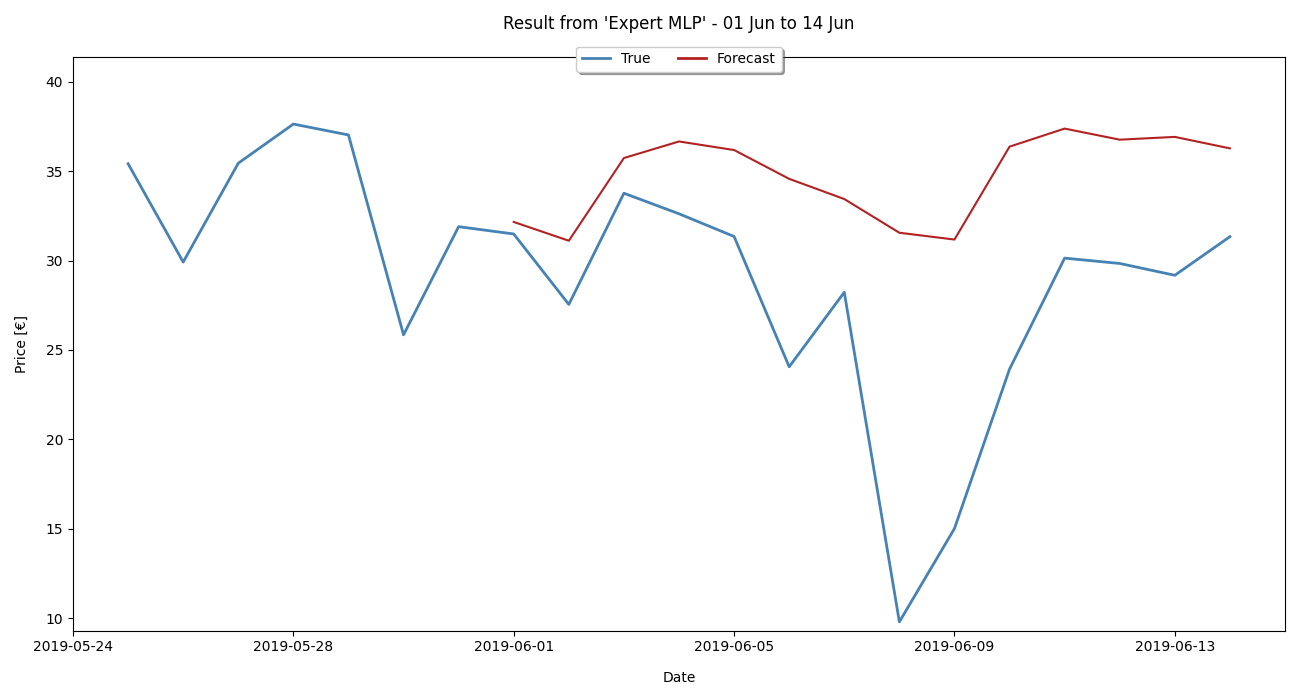 Result from 'Expert MLP' - 01 Jun to 14 Jun
True Forecast
40
35
30
25
20
15
10
Price [€]
2019-05-24 2019-05-28 2019-06-01 2019-06-05 2019-06-09 2019-06-13
Date